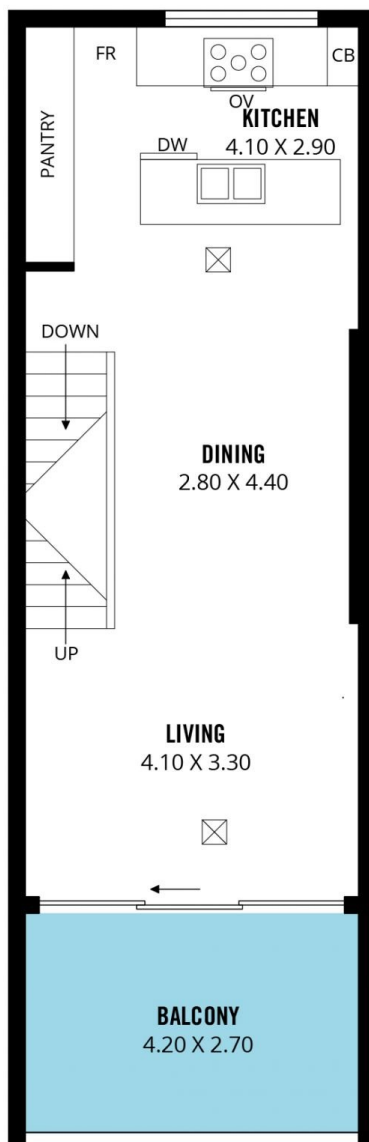 FR
CB
OV
KITCHEN
4.10 X 2.90
PANTRY
DW
DOWN
DINING
2.80 X 4.40
UP
LIVING
4.10 X 3.30
BALCONY
4.20 X 2.70